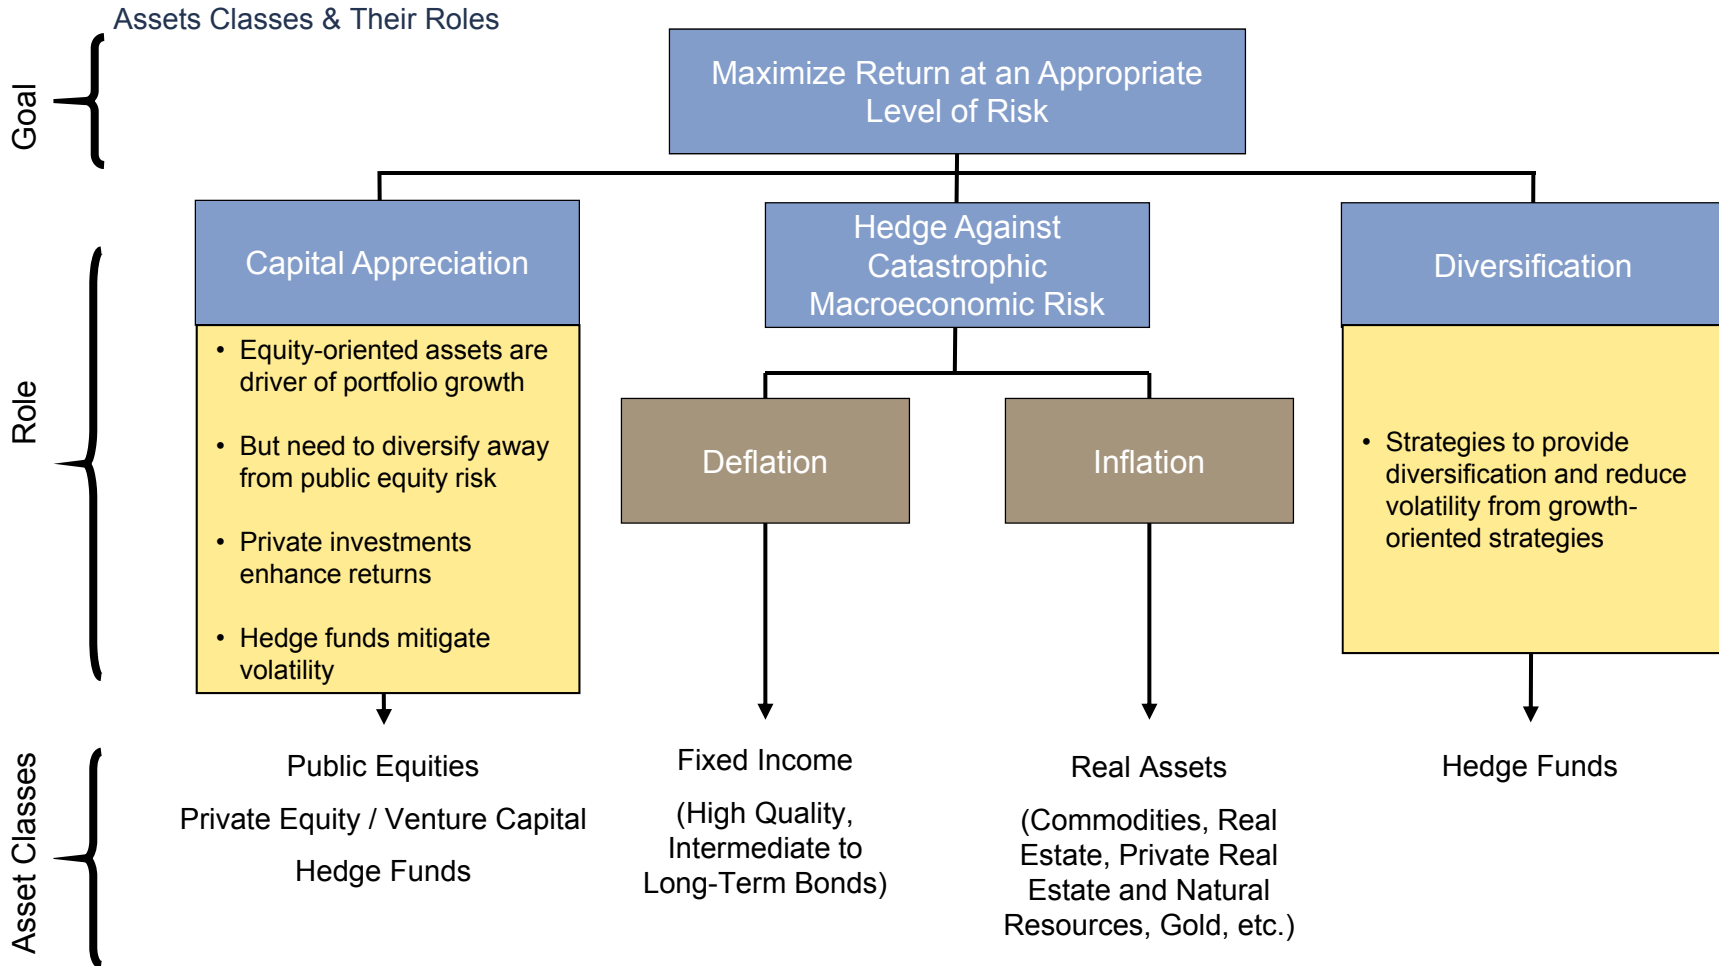 Assets Classes & Their Roles
Goal
Maximize Return at an Appropriate
Level of Risk
Role
Capital Appreciation
• Equity-oriented assets are
driver of portfolio growth
• But need to diversify away
from public equity risk
• Private investments
enhance returns
• Hedge funds mitigate
volatility
Hedge Against
Catastrophic
Macroeconomic Risk
Deflation
Inflation
Diversification
• Strategies to provide
diversification and reduce
volatility from growth-
oriented strategies
Asset Classes
Public Equities
Private Equity / Venture Capital
Hedge Funds
Fixed Income
(High Quality,
Intermediate to
Long-Term Bonds)
Real Assets
(Commodities, Real
Estate, Private Real
Estate and Natural
Resources, Gold, etc.)
Hedge Funds